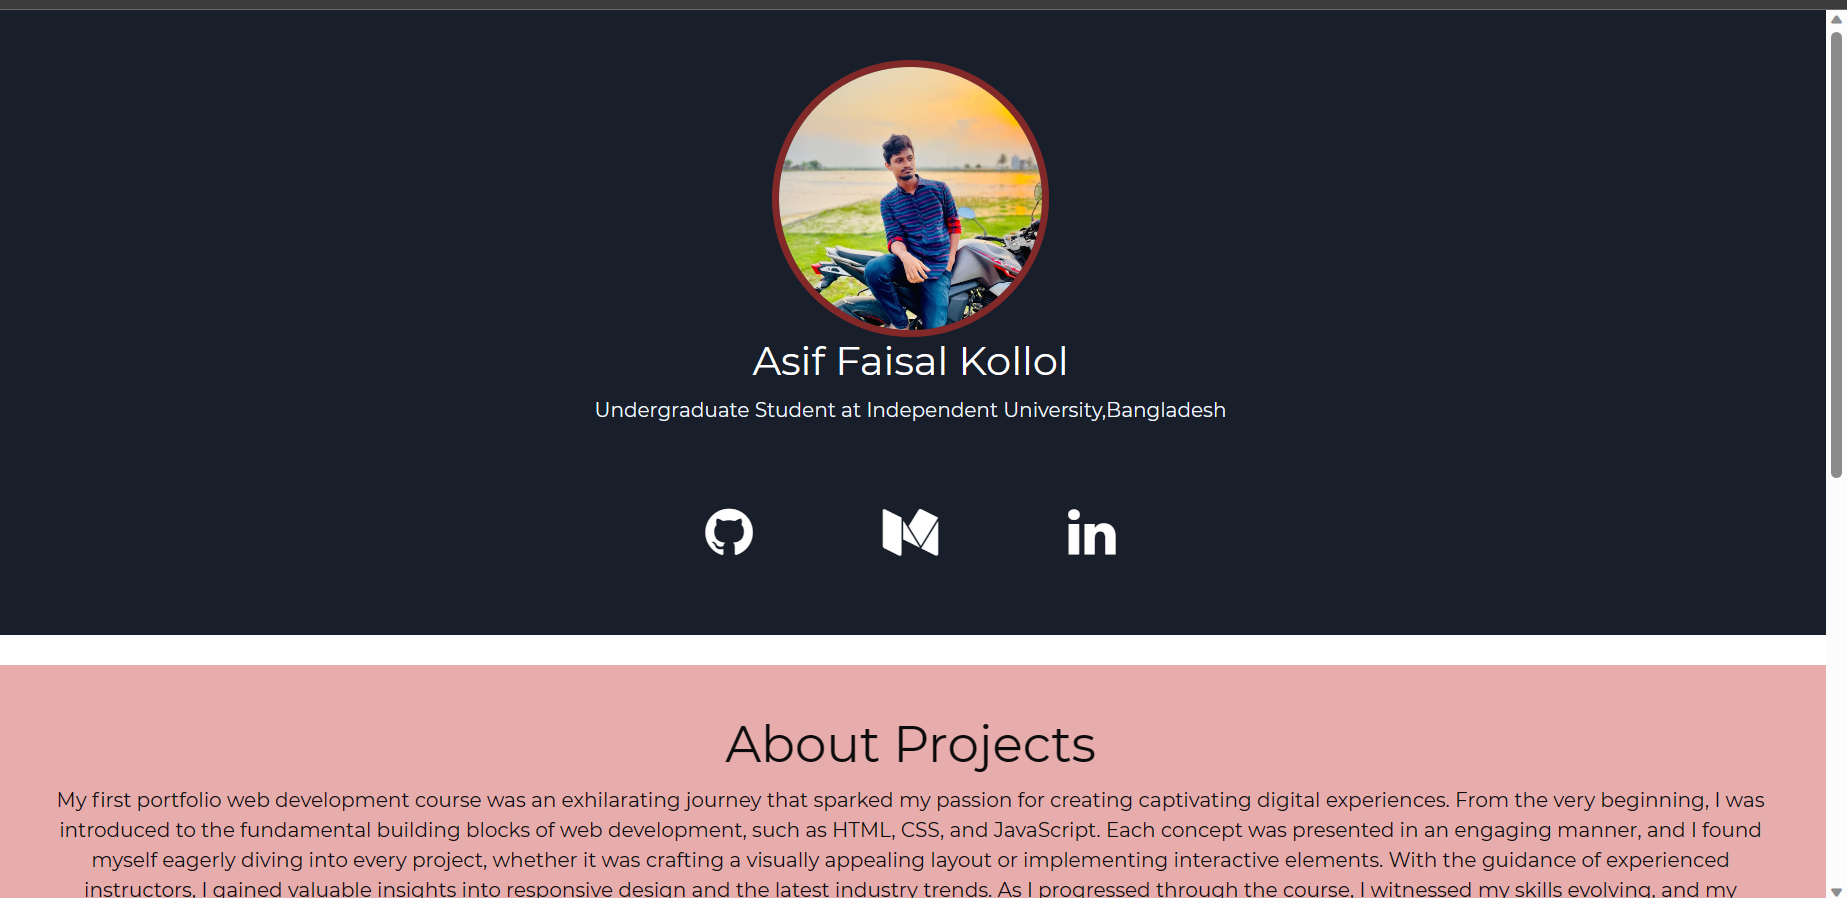 Asif Faisal Kollol
Undergraduate Student at Independent University,Bangladesh
About Projects
My first portfolio web development course was an exhilarating journey that sparked my passion for creating captivating digital experiences. From the very beginning, I was
introduced to the fundamental building blocks of web development, such as HTML, CSS, and JavaScript. Each concept was presented in an engaging manner, and I found
myself eagerly diving into every project, whether it was crafting a visually appealing layout or implementing interactive elements. With the guidance of experienced
instructors, I gained valuable insights into responsive design and the latest industry trends. As I progressed through the course, I witnessed my skills evolving, and my